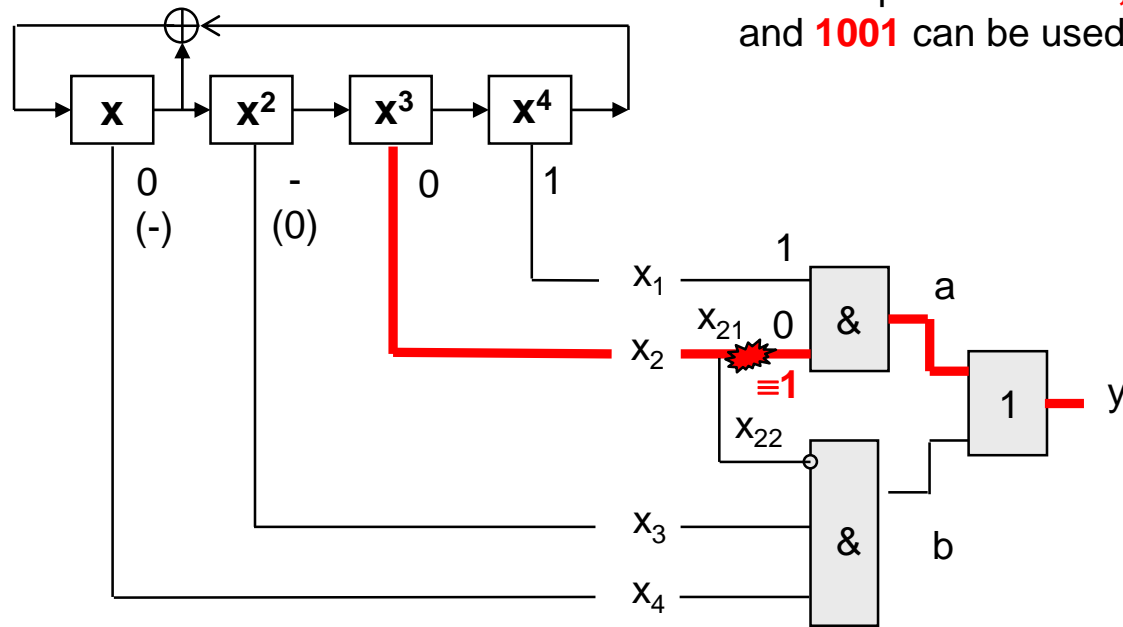 and 1001 can be used
x x² x³ x⁴
0 - 0 1
(-) (0)
x₁ 1
& a
x₂ x₂₁ 0
≡1
1 y
x₂₂
x₃
& b
x₄